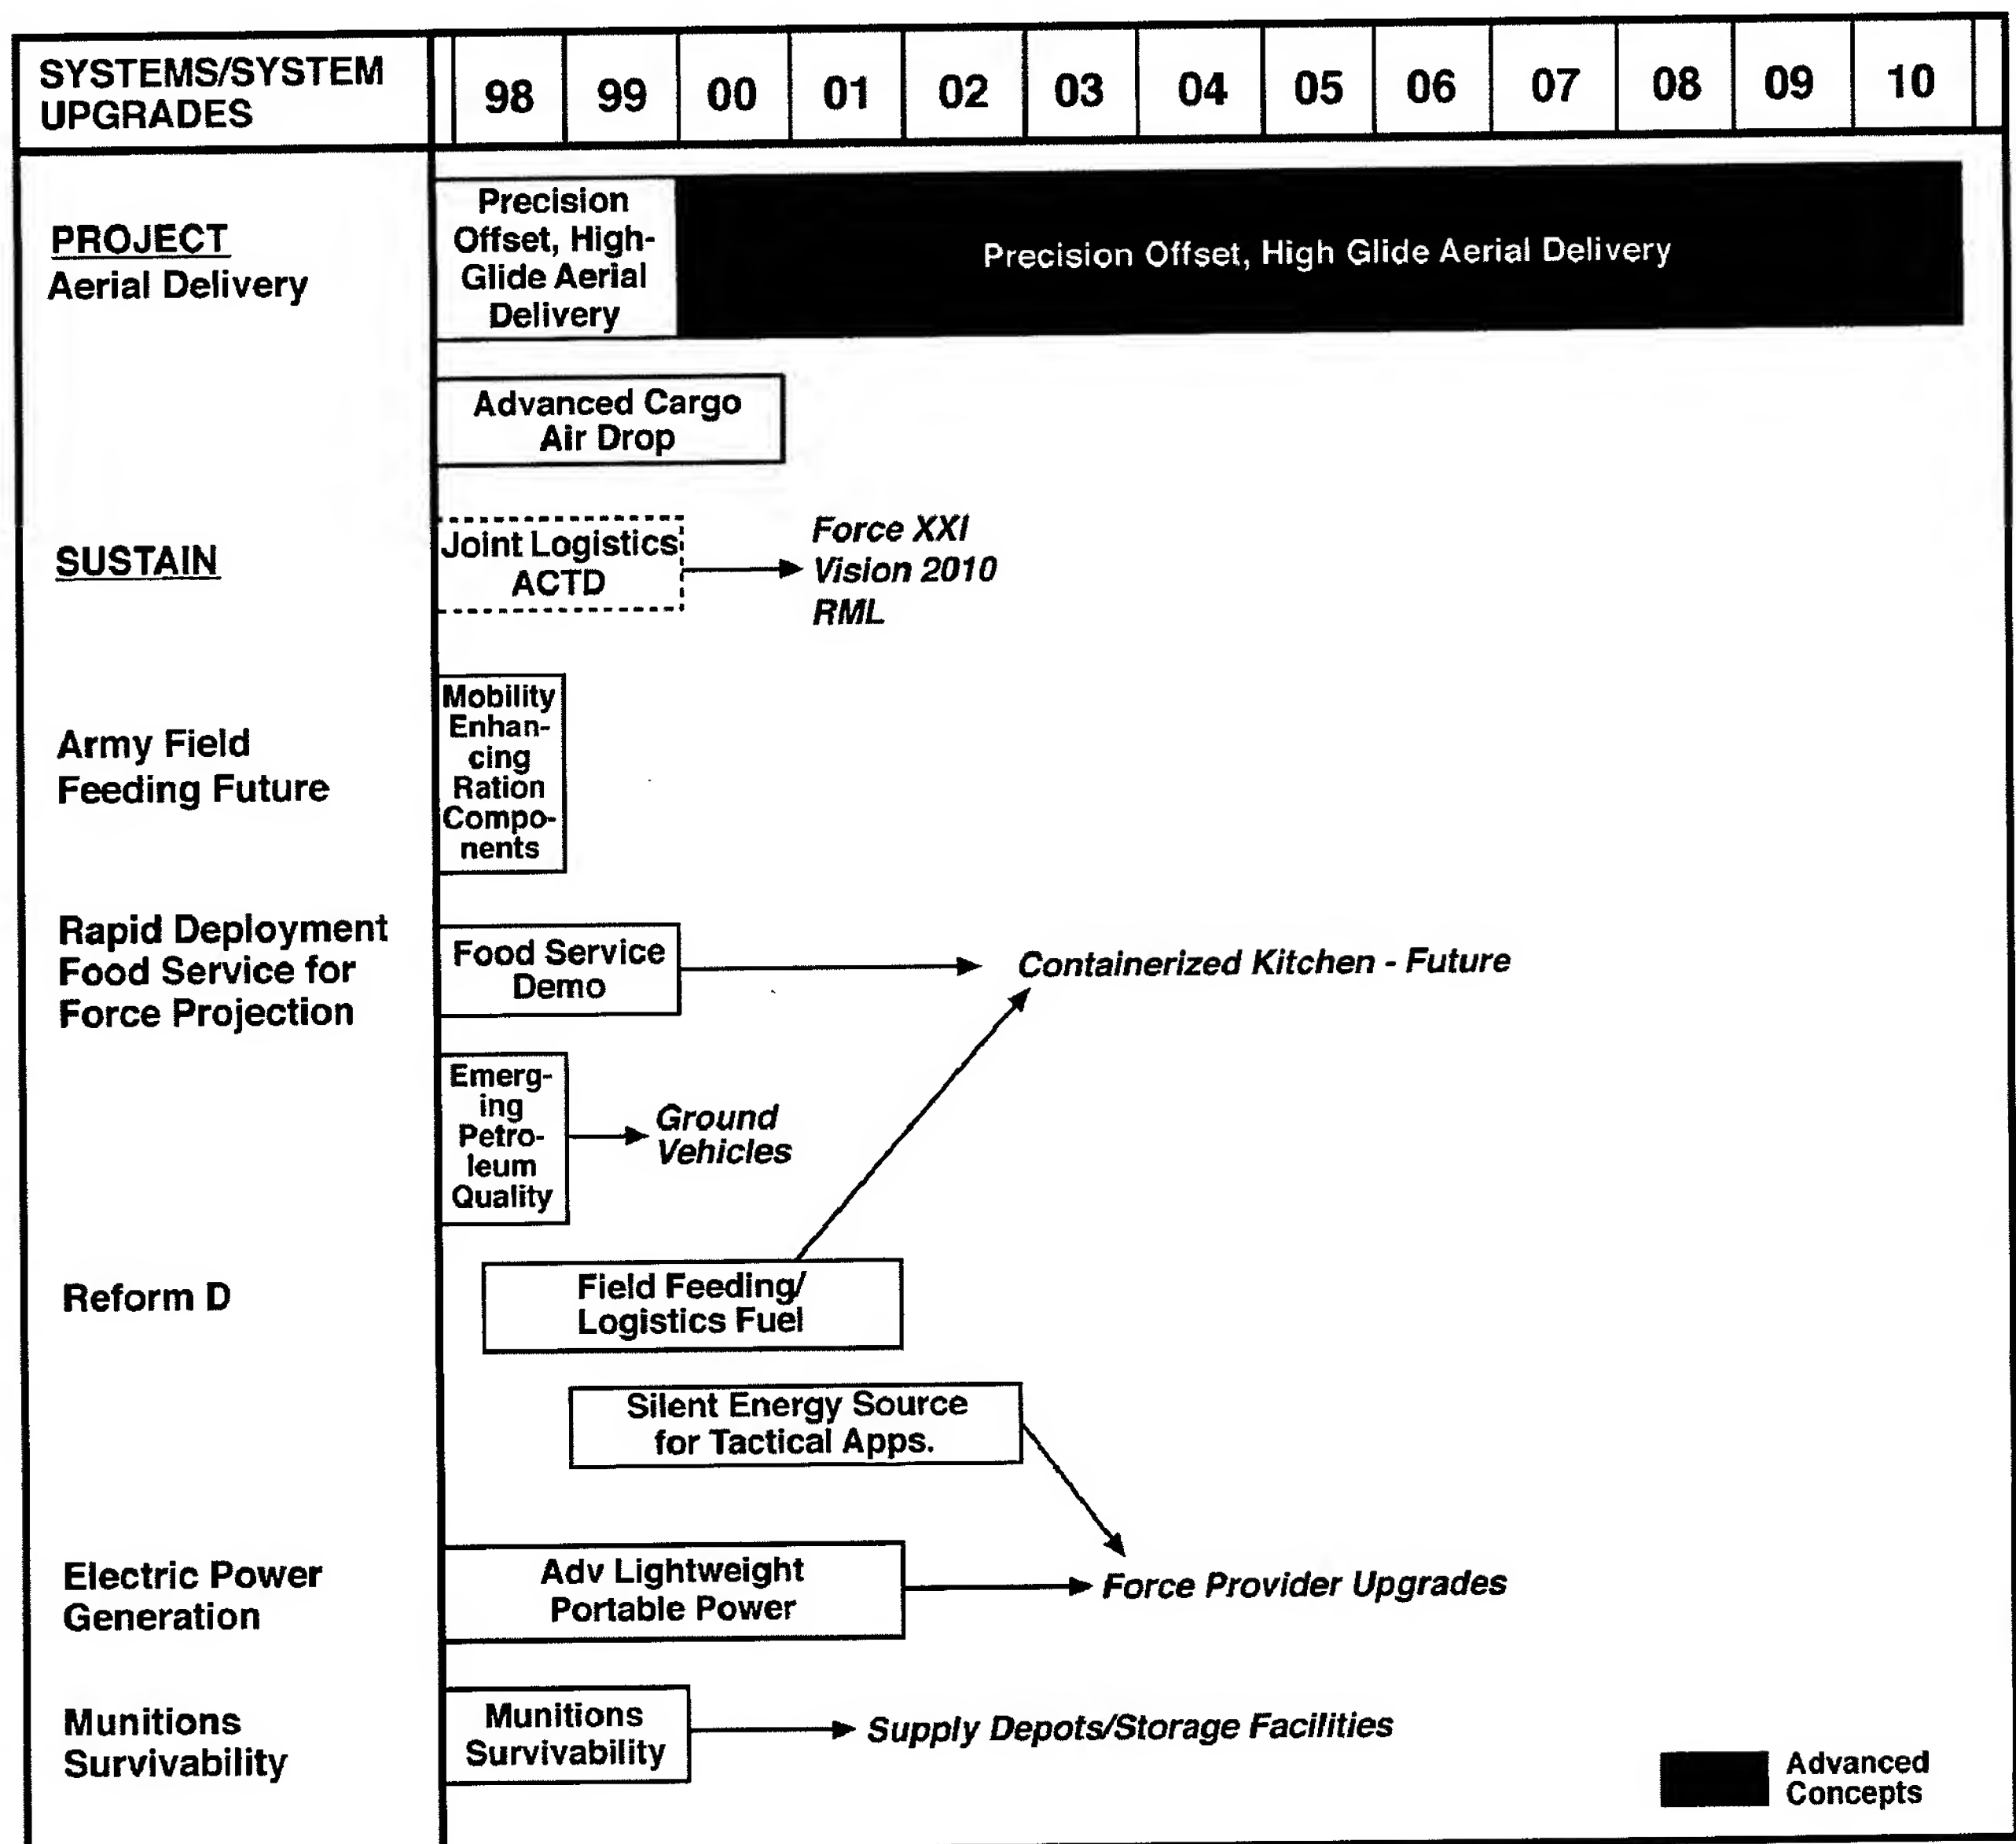 SYSTEMS/SYSTEM
UPGRADES
98 99 00 01 02 03 04 05 06 07 08 09 10
PROJECT
Aerial Delivery
Precision
Offset, High-
Glide Aerial
Delivery
Precision Offset, High Glide Aerial Delivery
Advanced Cargo
Air Drop
SUSTAIN
Joint Logistics
ACTD
Force XXI
Vision 2010
RML
Army Field
Feeding Future
Mobility
Enhan-
cing
Ration
Compo-
nents
Rapid Deployment
Food Service for
Force Projection
Food Service
Demo
Containerized Kitchen - Future
Emerg-
ing
Petro-
leum
Quality
Ground
Vehicles
Reform D
Field Feeding/
Logistics Fuel
Silent Energy Source
for Tactical Apps.
Electric Power
Generation
Adv Lightweight
Portable Power
Force Provider Upgrades
Munitions
Survivability
Munitions
Survivability
Supply Depots/Storage Facilities
Advanced
Concepts